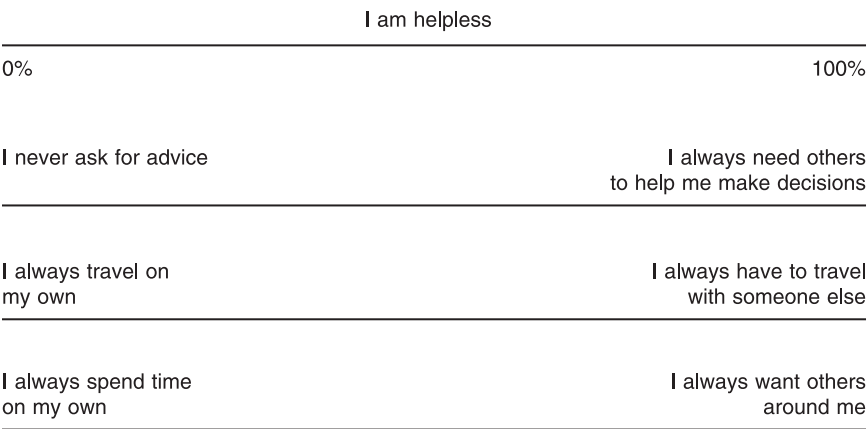 I am helpless
0% 100%
I never ask for advice
I always need others
to help me make decisions
I always travel on
my own
I always have to travel
with someone else
I always spend time
on my own
I always want others
around me